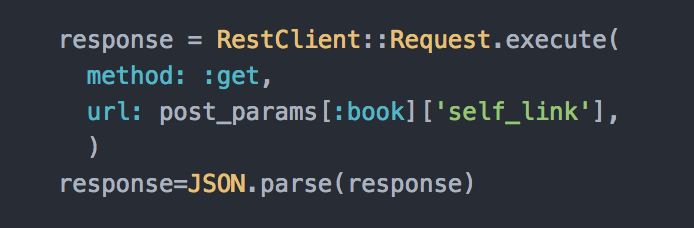 response = RestClient::Request.execute(
method: :get,
url: post_params[:book]['self_link'],
)
response=JSON.parse(response)